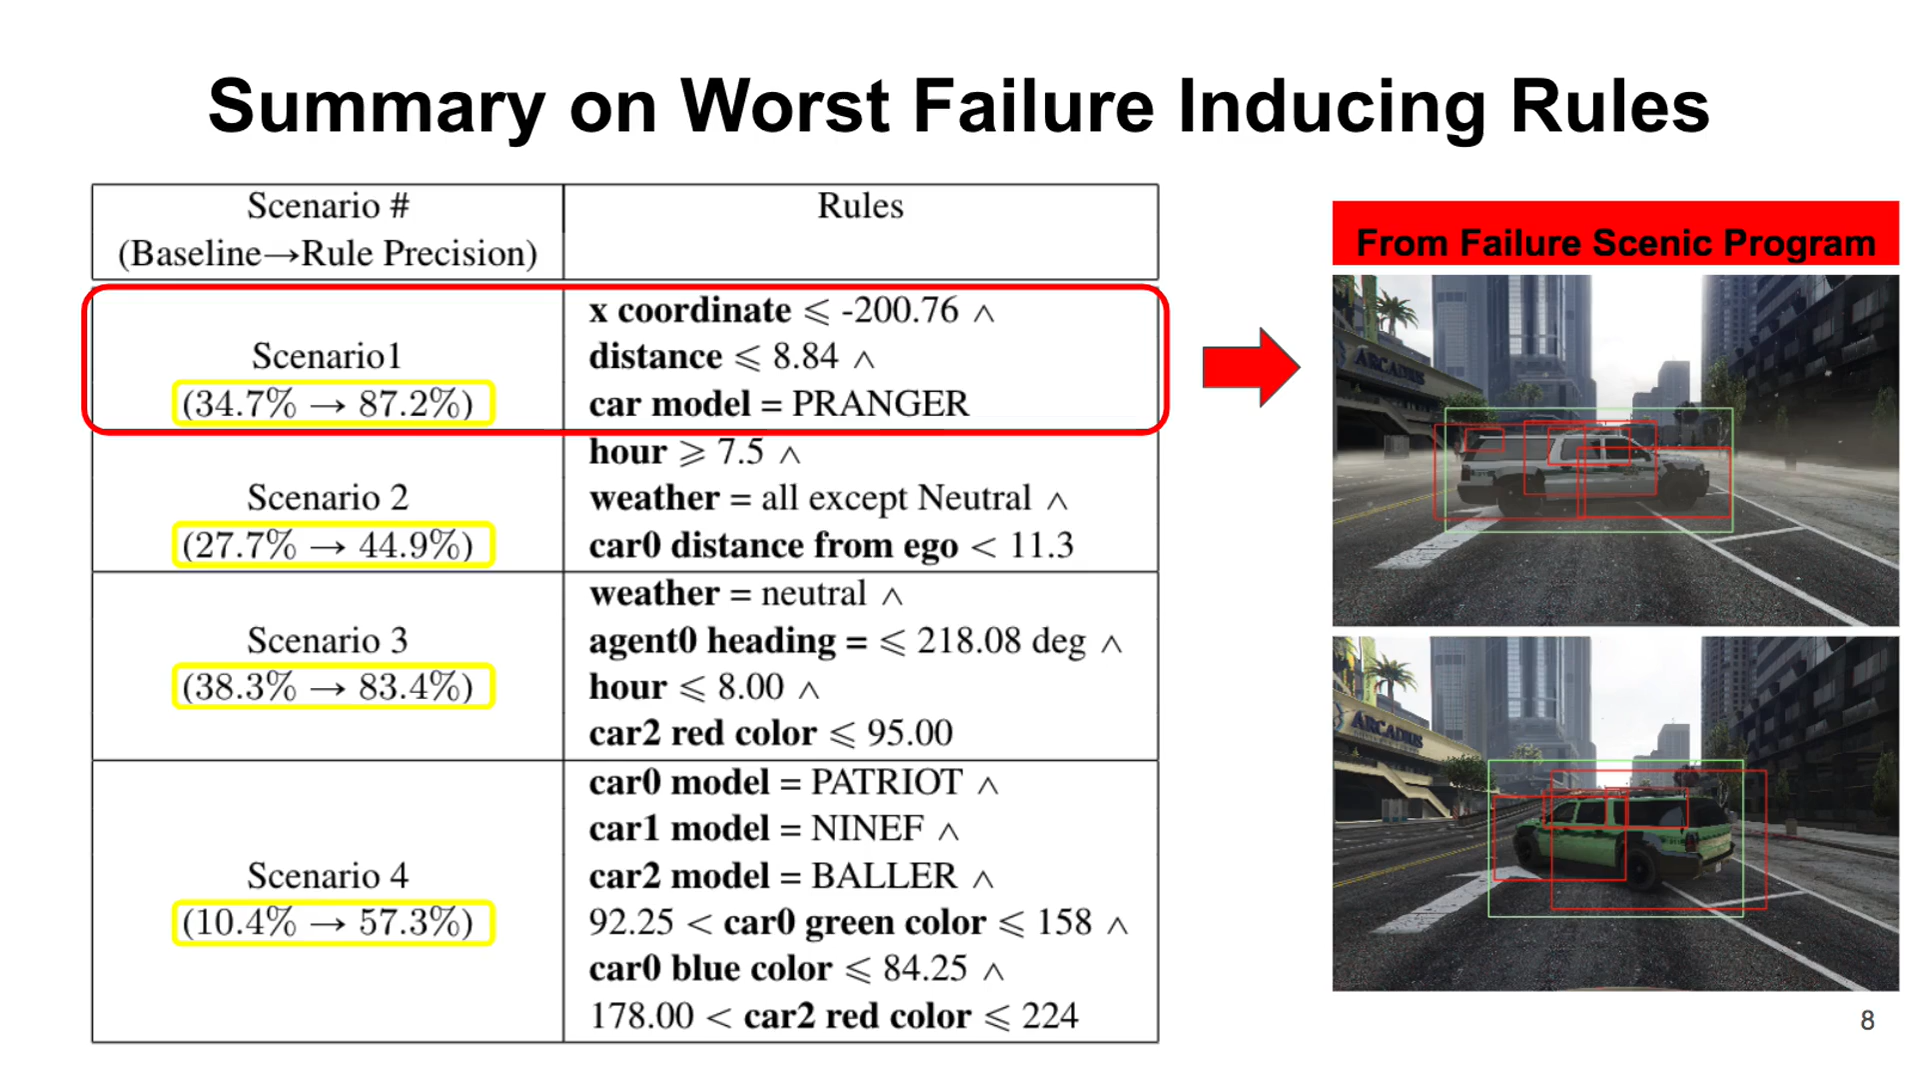 Summary on Worst Failure Inducing Rules
Scenario #
(Baseline→Rule Precision)
Rules
Scenario1
(34.7% → 87.2%)
x coordinate ⩽ -200.76 ∧
distance ⩽ 8.84 ∧
car model = PRANGER
Scenario 2
(27.7% → 44.9%)
hour ⩾ 7.5 ∧
weather = all except Neutral ∧
car0 distance from ego < 11.3
Scenario 3
(38.3% → 83.4%)
weather = neutral ∧
agent0 heading = ⩽ 218.08 deg ∧
hour ⩽ 8.00 ∧
car2 red color ⩽ 95.00
Scenario 4
(10.4% → 57.3%)
car0 model = PATRIOT ∧
car1 model = NINEF ∧
car2 model = BALLER ∧
92.25 < car0 green color ⩽ 158 ∧
car0 blue color ⩽ 84.25 ∧
178.00 < car2 red color ⩽ 224
From Failure Scenic Program
ARCADIUS
ARCADIUS
8